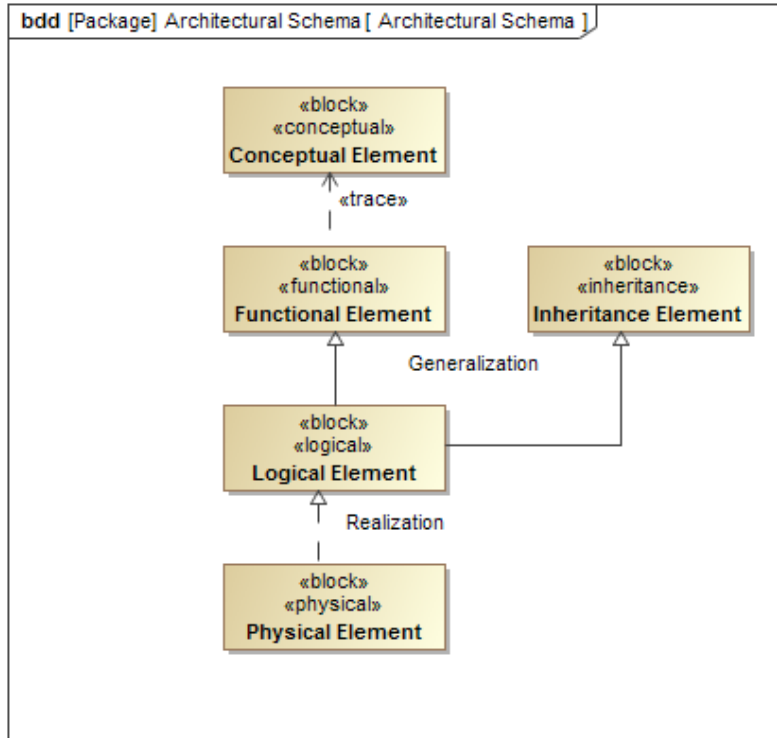 bdd [Package] Architectural Schema [ Architectural Schema ]
«block»
«conceptual»
Conceptual Element
«trace»
«block»
«functional»
Functional Element
«block»
«inheritance»
Inheritance Element
Generalization
«block»
«logical»
Logical Element
Realization
«block»
«physical»
Physical Element